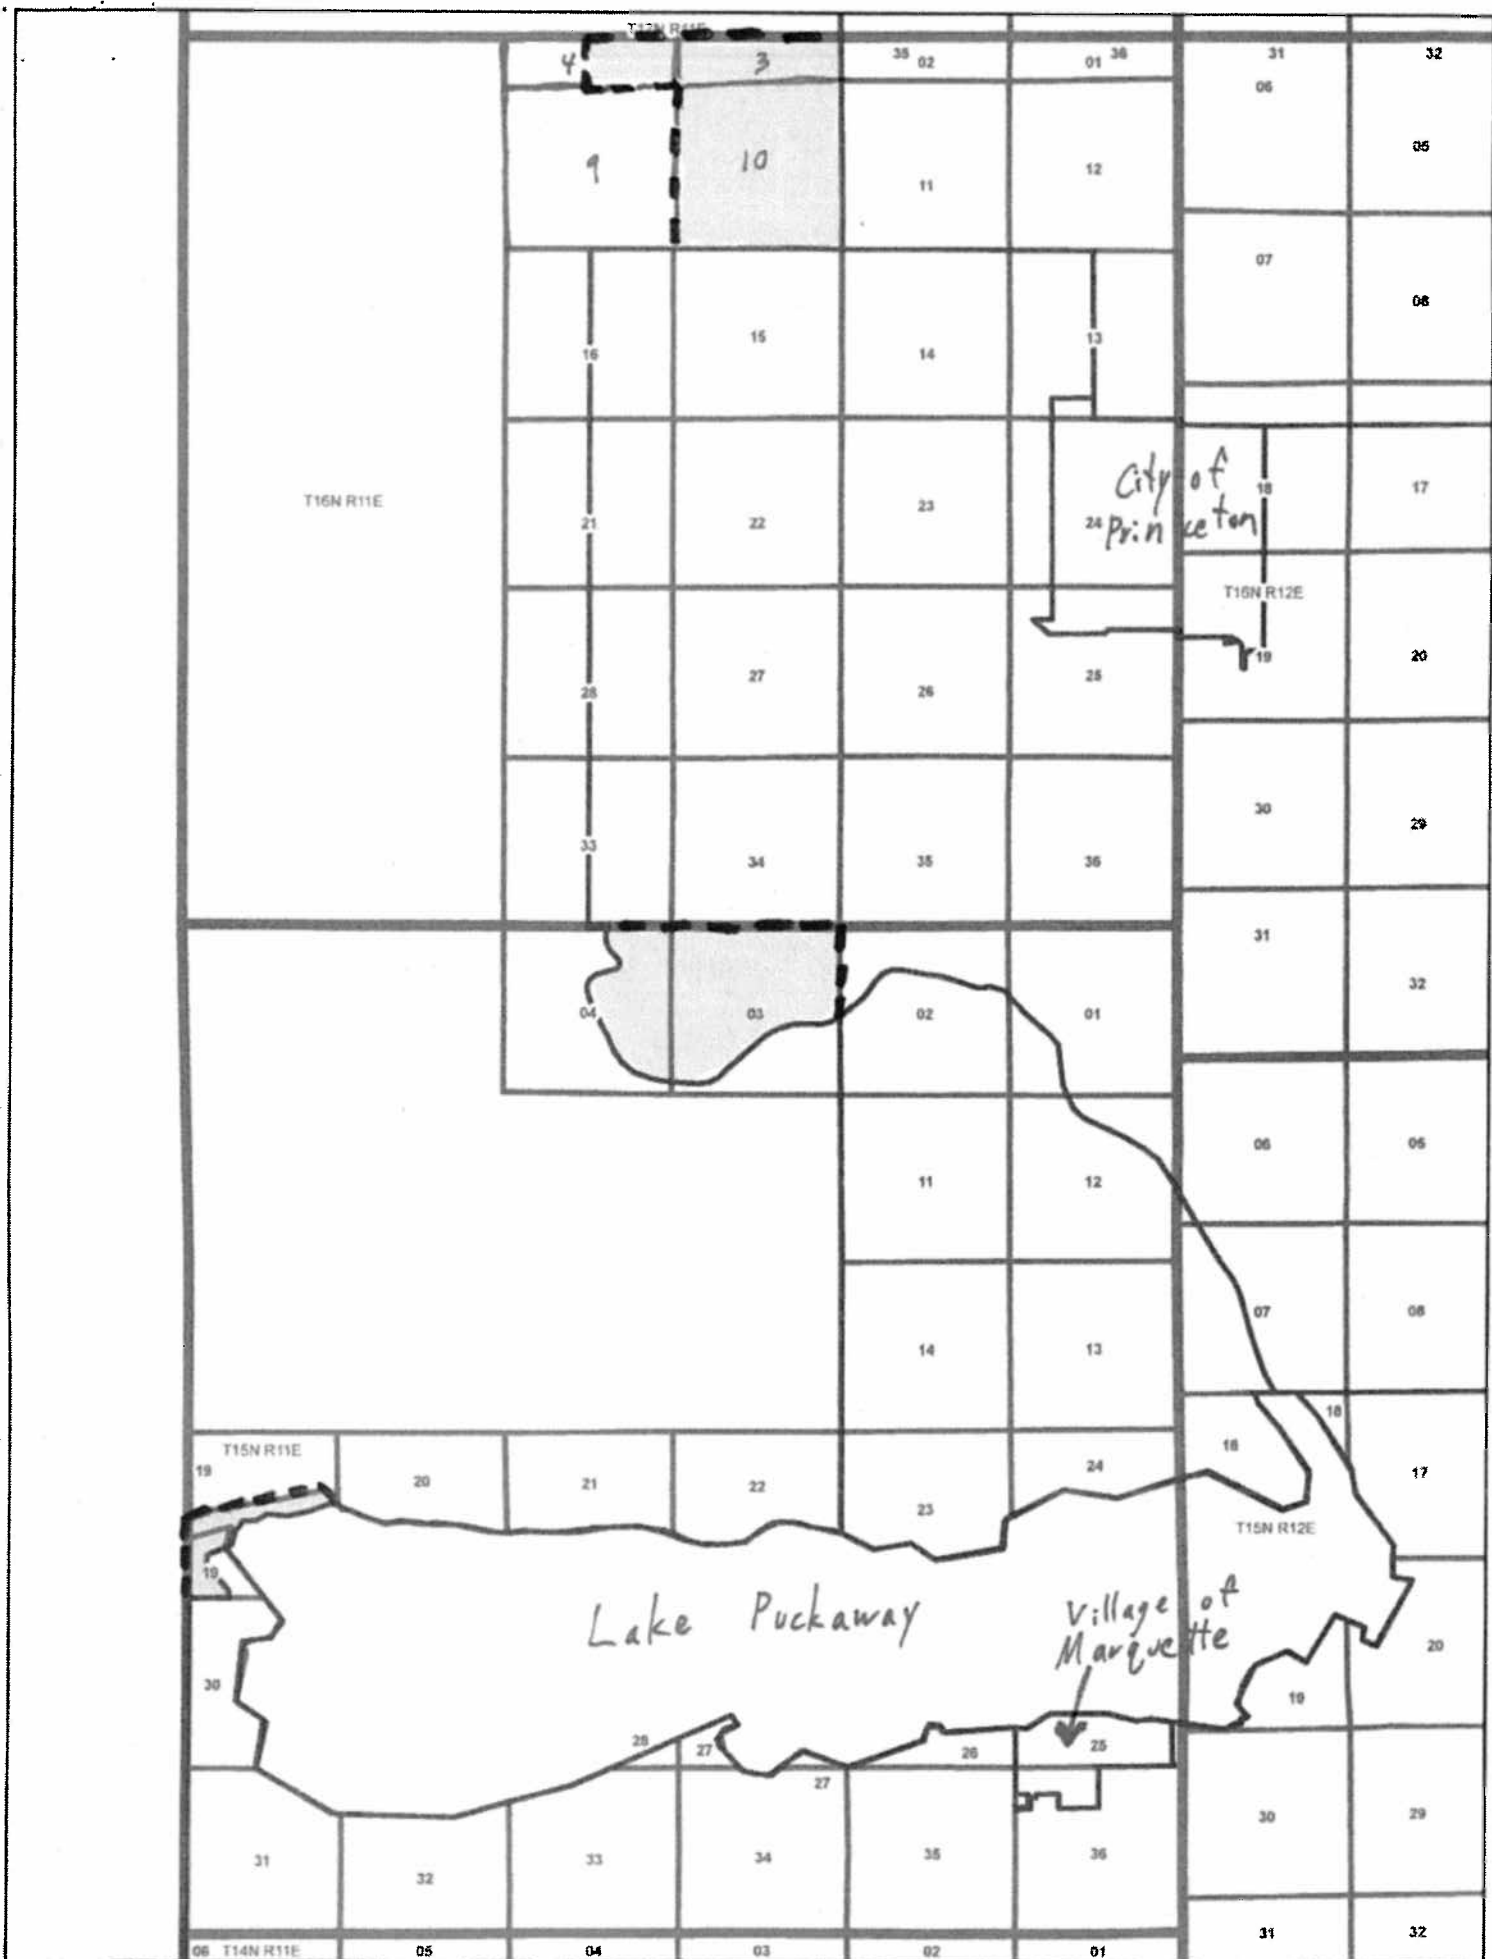 T17N R11E
4 3 35 02 01 36 31 32
06
9 10 11 12 05
07
08
16 15 14 13
T16N R11E 21 22 23 24 City of Princeton 18 17
T16N R12E
28 27 26 25 19 20
33 34 35 36 30 29
31
04 03 02 01 32
11 12 06 05
14 13 07 08
18
T15N R11E
19 20 21 22 23 24 18 17
T15N R12E
19
Lake Puckaway
Village of
Marquette
20
30 19
28 27 26 25
27
30 29
31 32 33 34 35 36
31 32
06 T14N R11E 05 04 03 02 01